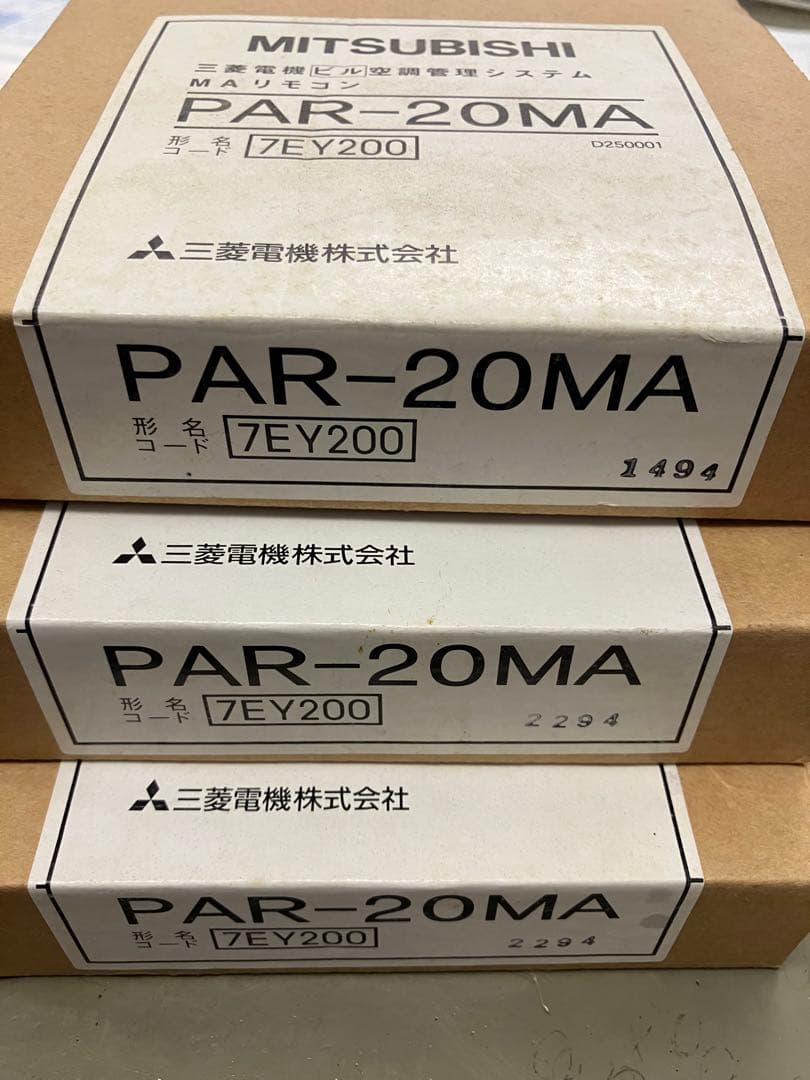 MITSUBISHI
三菱電機ビル空調管理システム
MAリモコン
PAR-20MA
形名コード 7EY200
D250001
三菱電機株式会社
PAR-20MA
形名コード 7EY200
1494
三菱電機株式会社
PAR-20MA
形名コード 7EY200
2294
三菱電機株式会社
PAR-20MA
形名コード 7EY200
2294